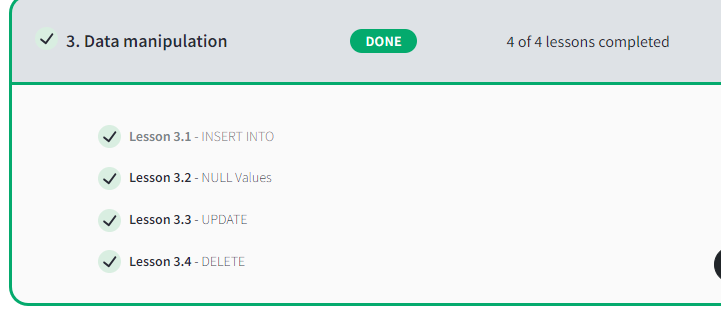 3. Data manipulation DONE 4 of 4 lessons completed
Lesson 3.1 - INSERT INTO
Lesson 3.2 - NULL Values
Lesson 3.3 - UPDATE
Lesson 3.4 - DELETE